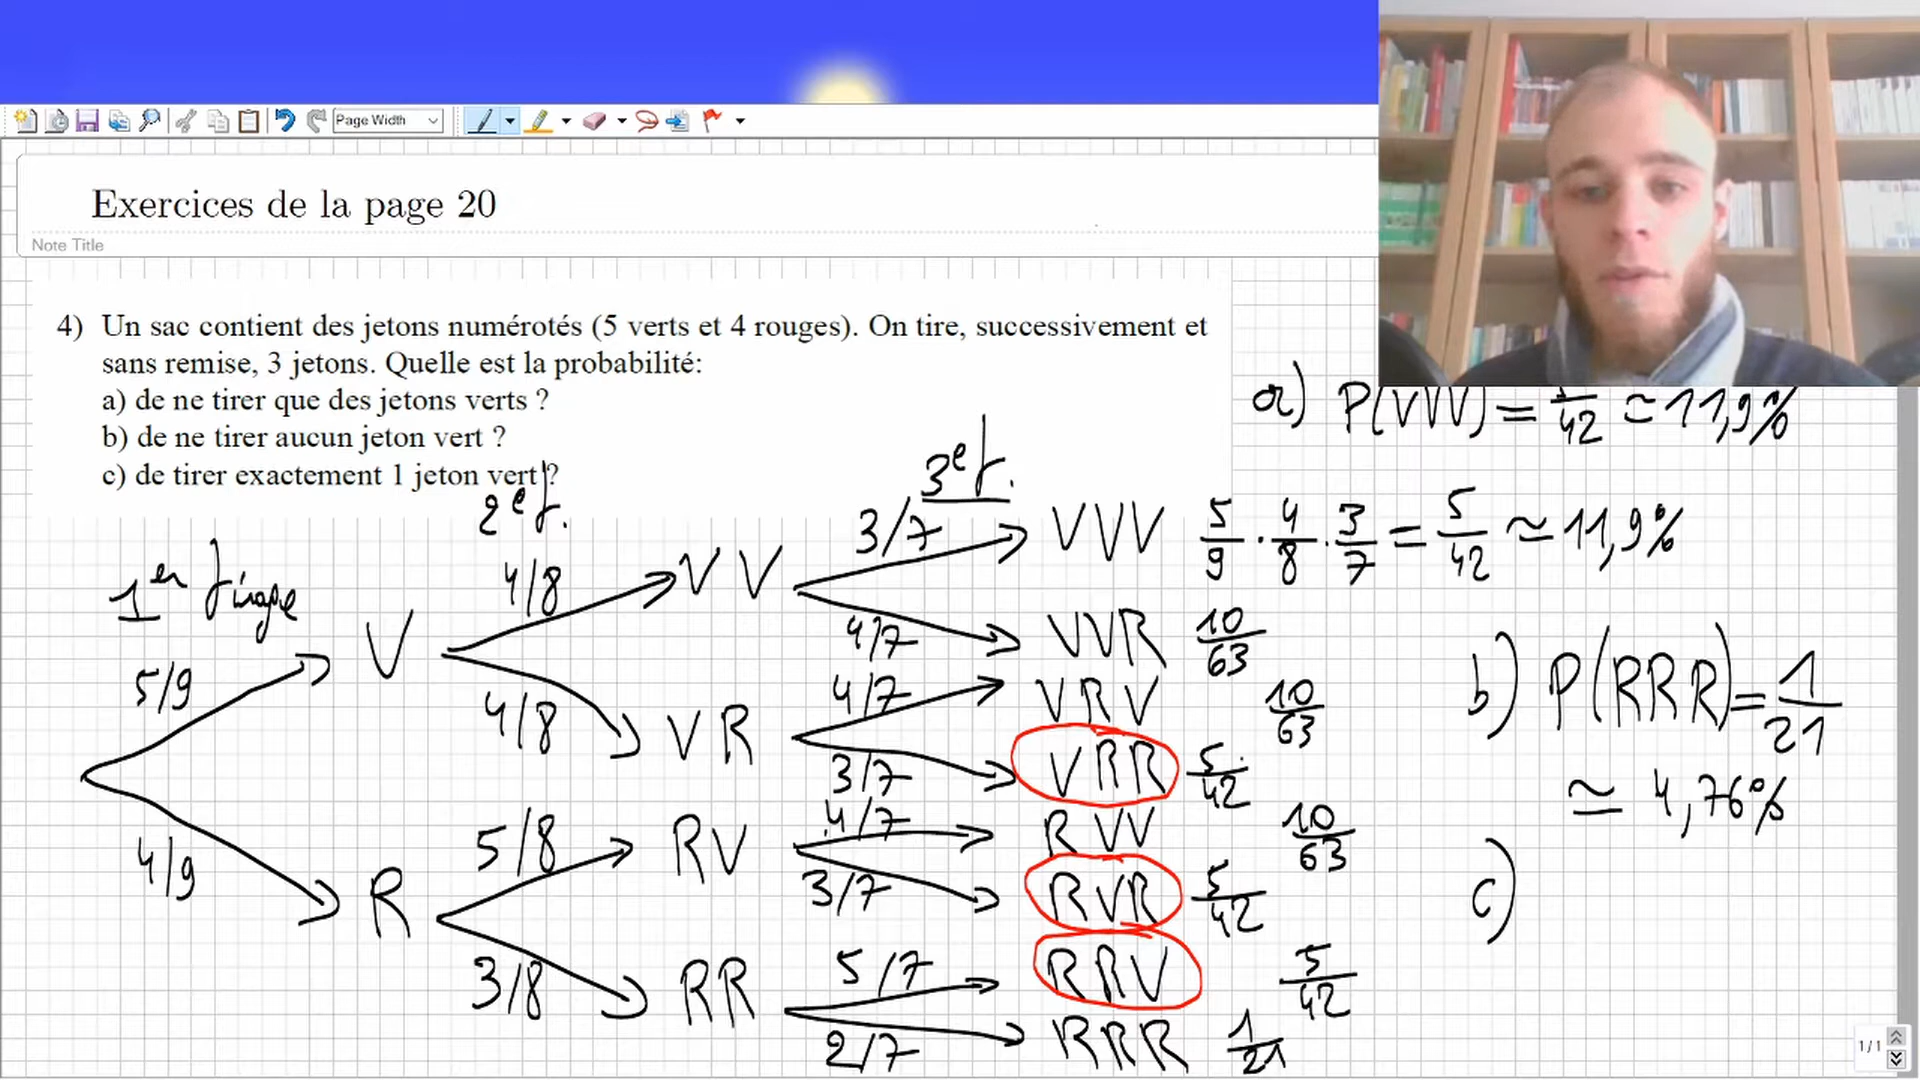 Page Width
Exercices de la page 20
Note Title
4) Un sac contient des jetons numérotés (5 verts et 4 rouges). On tire, successivement et
sans remise, 3 jetons. Quelle est la probabilité:
a) de ne tirer que des jetons verts ?
b) de ne tirer aucun jeton vert ?
c) de tirer exactement 1 jeton vert ?
a) P(VVV) = /42 ≃ 11,9%
1er tirage
2e t.
3e t.
5/9 V
4/9 R
4/8 VV
4/8 VR
5/8 RV
3/8 RR
3/7 VVV 5/9 · 4/8 · 3/7 = 5/42 ≃ 11,9%
4/7 VVR 10/63
4/7 VRV 10/63
3/7 VRR 5/42
4/7 RVV 10/63
3/7 RVR 5/42
5/7 RRV 5/42
2/7 RRR 1/21
b) P(RRR) = 1/21
≃ 4,76%
c)
1/1